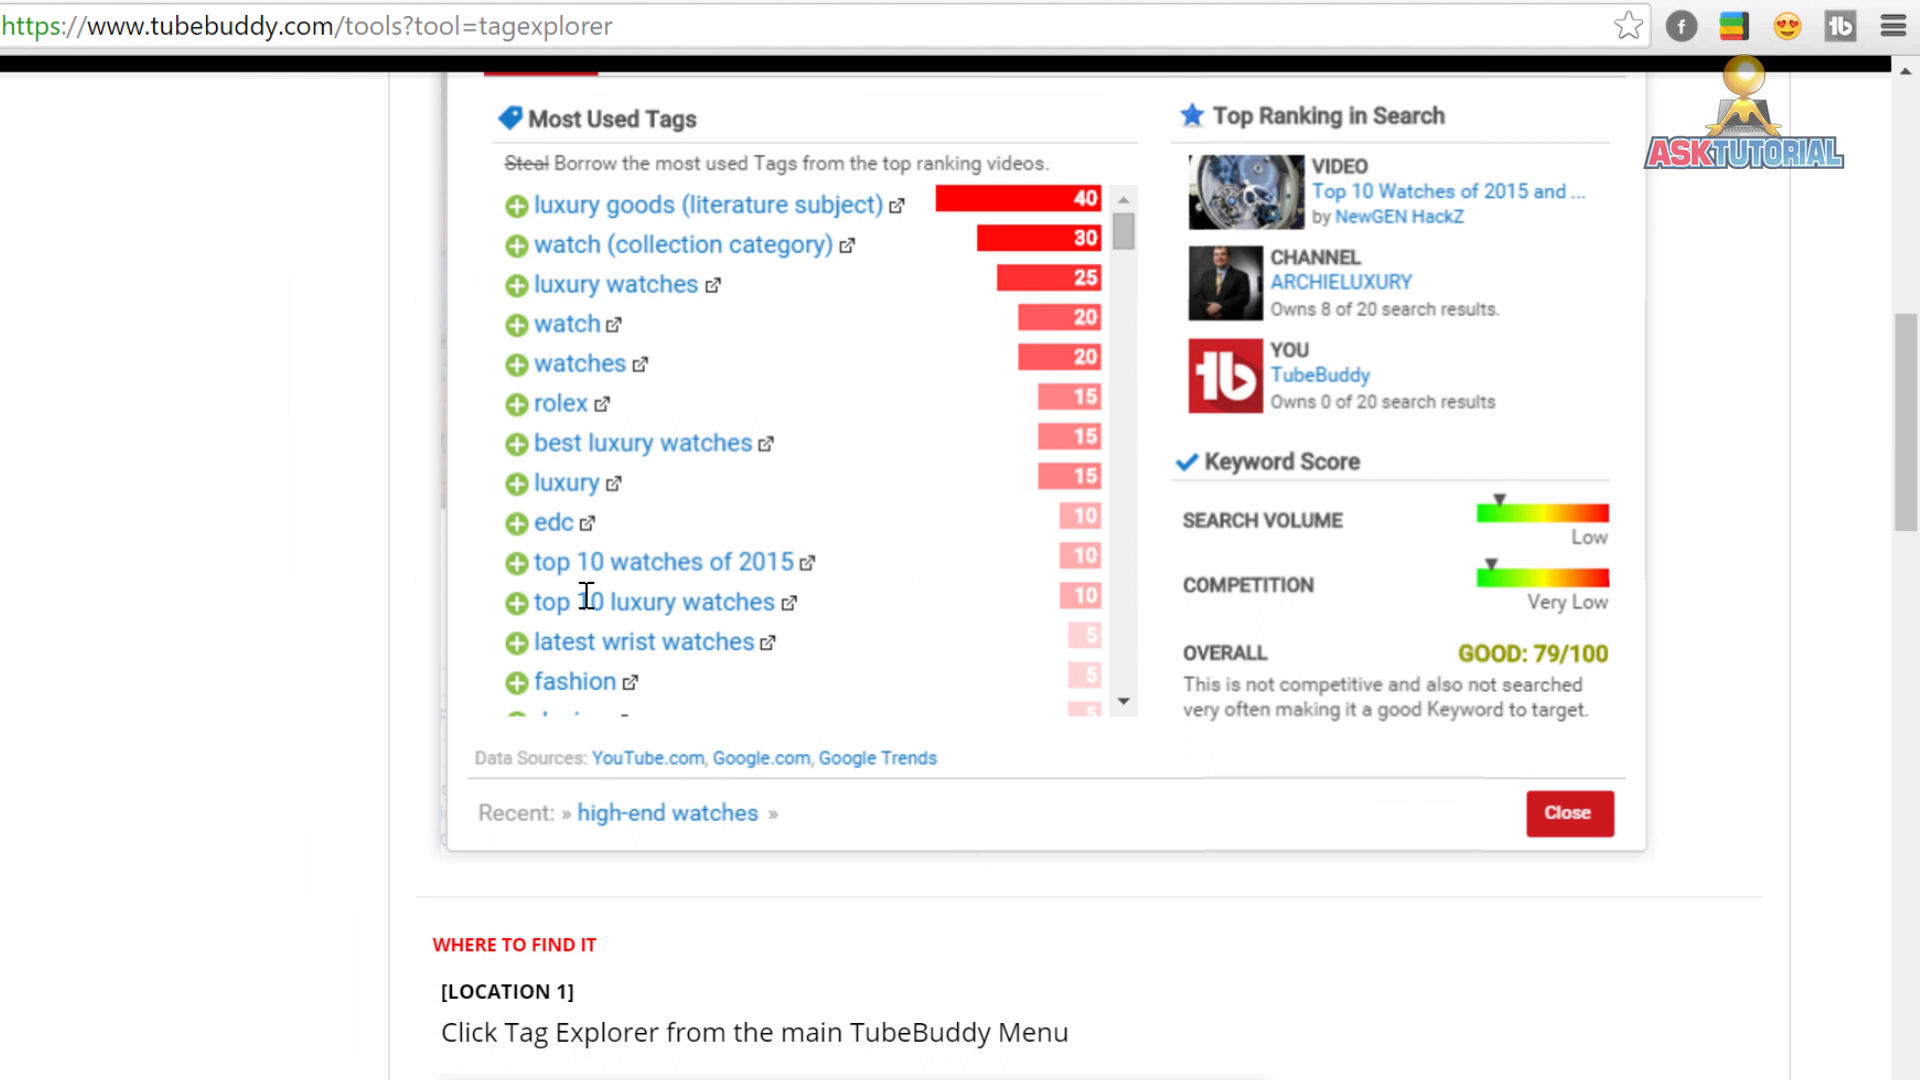 https://www.tubebuddy.com/tools?tool=tagexplorer
f
tb
ASKTUTORIAL
Most Used Tags
Steal Borrow the most used Tags from the top ranking videos.
luxury goods (literature subject) 40
watch (collection category) 30
luxury watches 25
watch 20
watches 20
rolex 15
best luxury watches 15
luxury 15
edc 10
top 10 watches of 2015 10
top 10 luxury watches 10
latest wrist watches 5
fashion 5
5
Top Ranking in Search
VIDEO
Top 10 Watches of 2015 and ...
by NewGEN HackZ
CHANNEL
ARCHIELUXURY
Owns 8 of 20 search results.
tb
YOU
TubeBuddy
Owns 0 of 20 search results
Keyword Score
SEARCH VOLUME
Low
COMPETITION
Very Low
OVERALL GOOD: 79/100
This is not competitive and also not searched
very often making it a good Keyword to target.
Data Sources: YouTube.com, Google.com, Google Trends
Recent: » high-end watches »
Close
WHERE TO FIND IT
[LOCATION 1]
Click Tag Explorer from the main TubeBuddy Menu